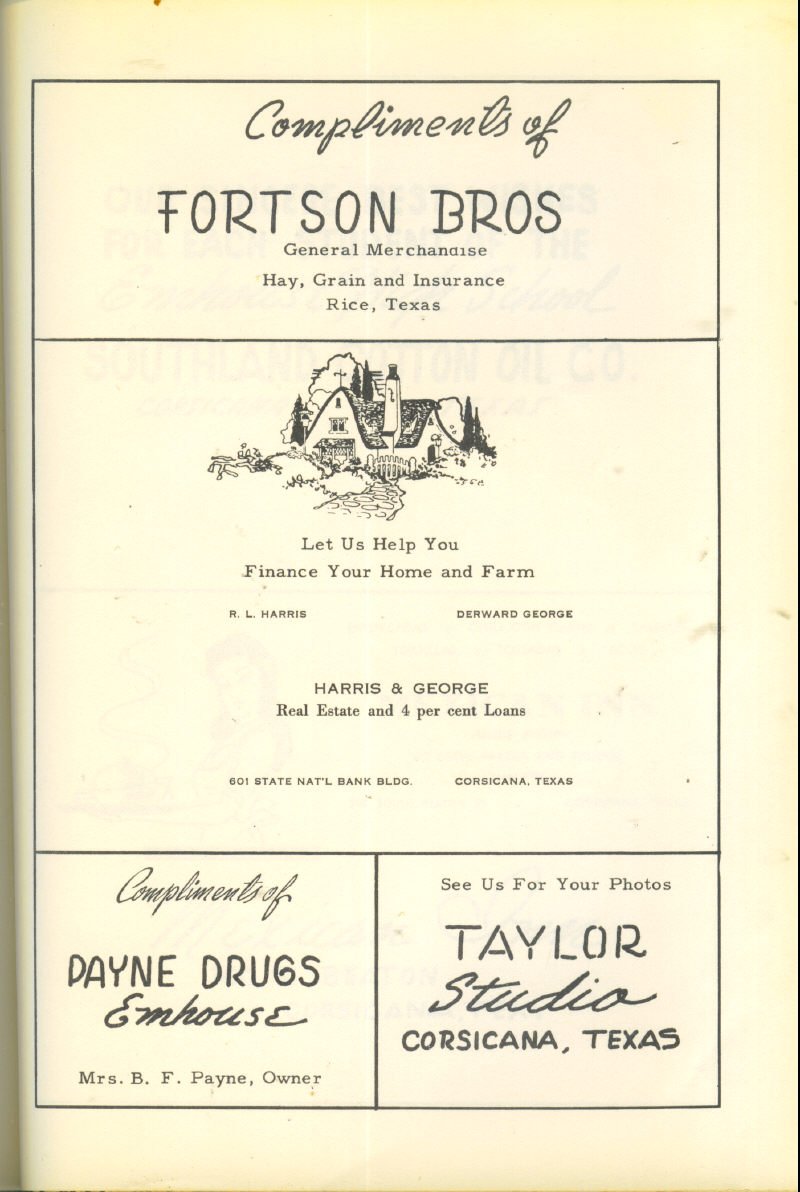 Compliments of
FORTSON BROS
General Merchandise
Hay, Grain and Insurance
Rice, Texas
Let Us Help You
Finance Your Home and Farm
R. L. HARRIS DERWARD GEORGE
HARRIS & GEORGE
Real Estate and 4 per cent Loans
601 STATE NAT'L BANK BLDG. CORSICANA, TEXAS
Compliments of
PAYNE DRUGS
Emhouse
Mrs. B. F. Payne, Owner
See Us For Your Photos
TAYLOR
Studio
CORSICANA, TEXAS